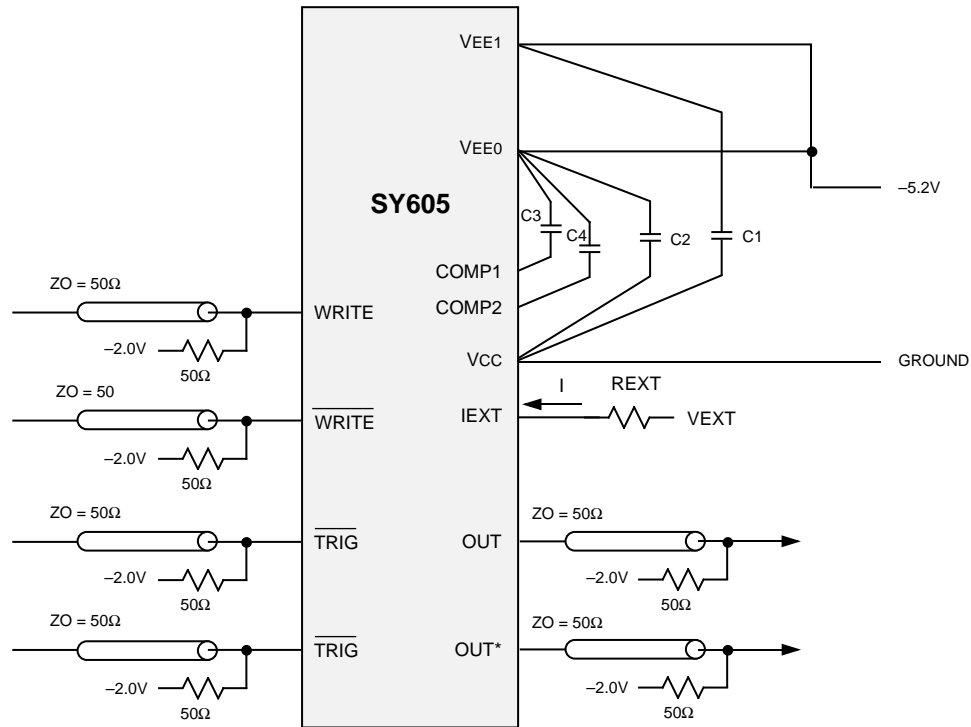 VEE1
VEE0
–5.2V
SY605
C3
C4
C2
C1
COMP1
ZO = 50Ω
COMP2
WRITE
–2.0V
50Ω
VCC
GROUND
I
REXT
ZO = 50
WRITE
IEXT
VEXT
–2.0V
50Ω
ZO = 50Ω
ZO = 50Ω
TRIG
OUT
–2.0V
–2.0V
50Ω
50Ω
ZO = 50Ω
ZO = 50Ω
TRIG
OUT*
–2.0V
–2.0V
50Ω
50Ω